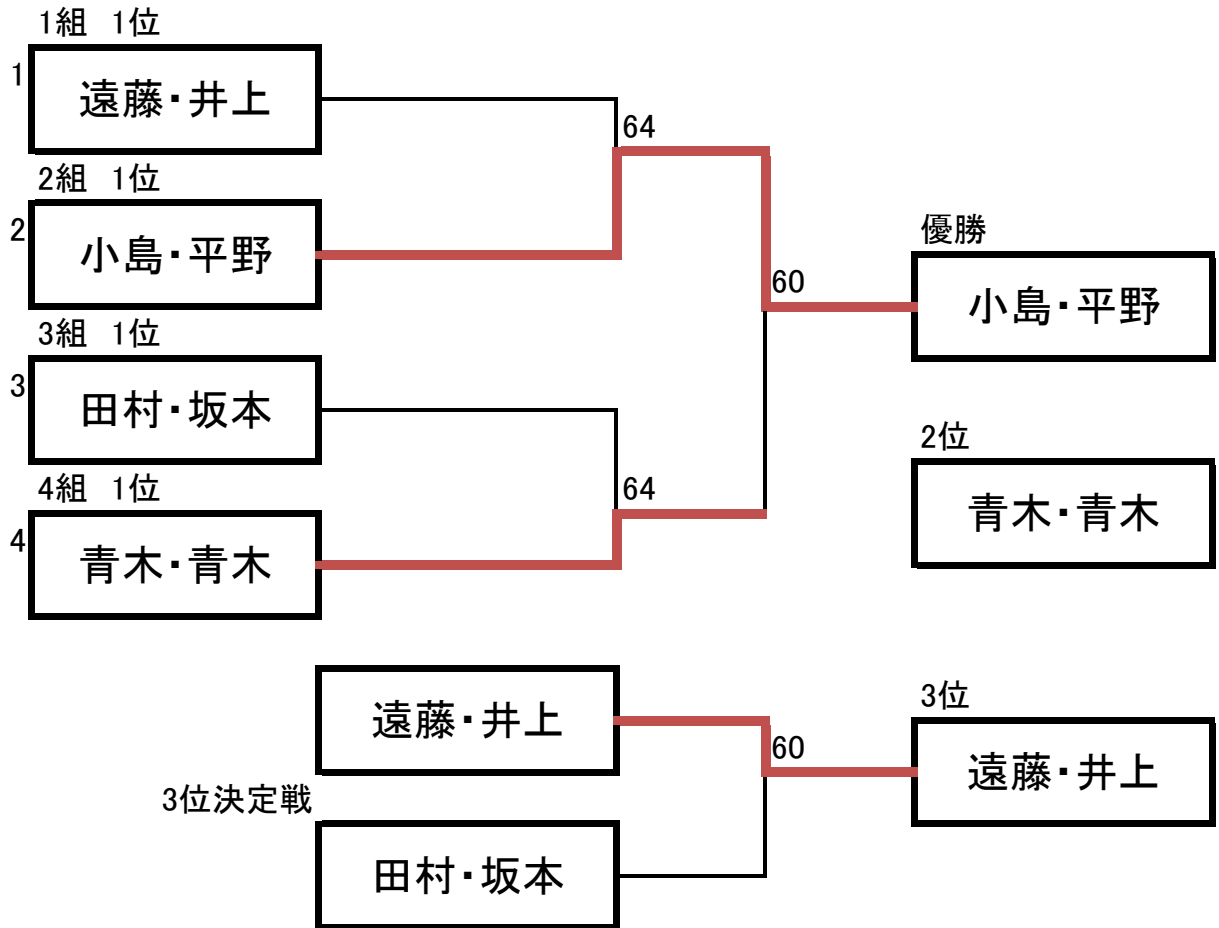 1組 1位
1
遠藤・井上
64
2組 1位
2
小島・平野
優勝
60
小島・平野
3組 1位
3
田村・坂本
2位
4組 1位
64
青木・青木
4
青木・青木
遠藤・井上
3位
60
遠藤・井上
3位決定戦
田村・坂本